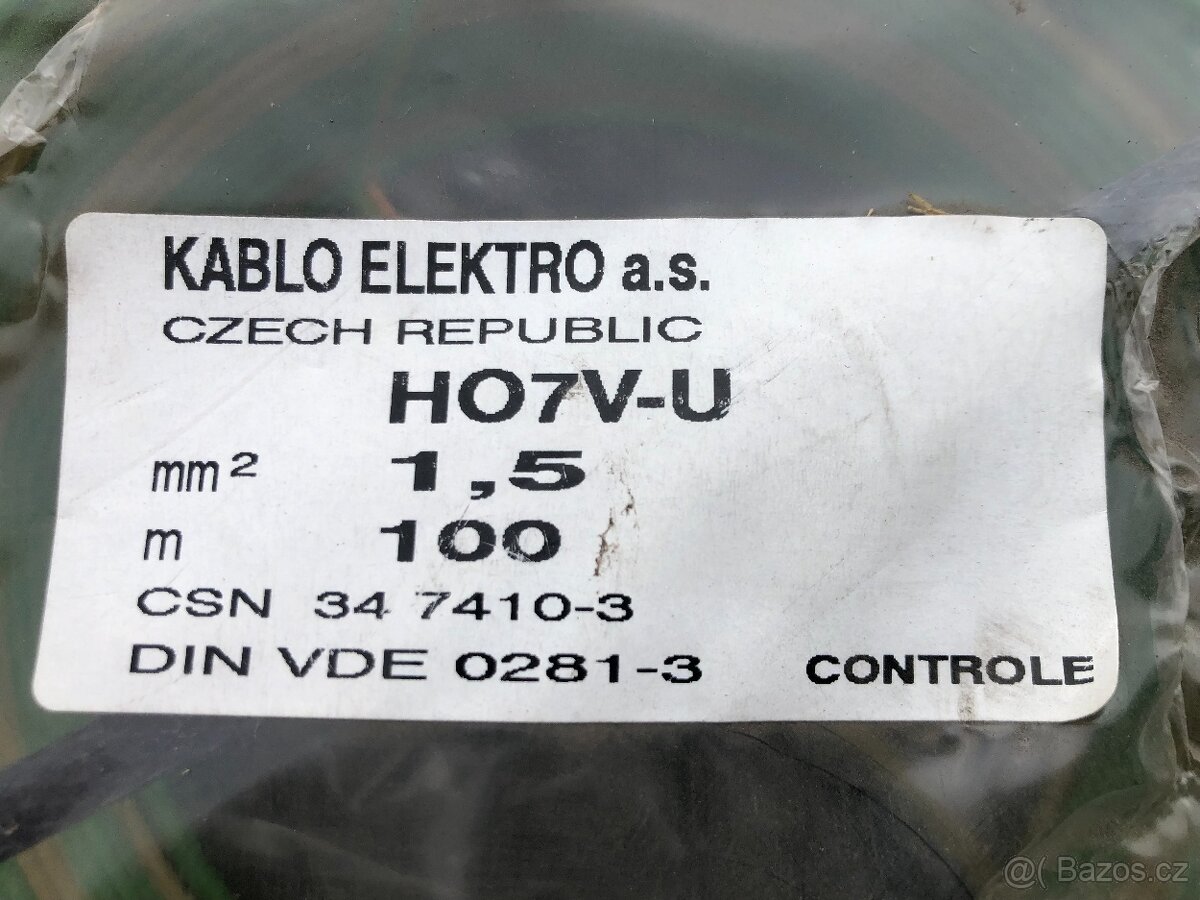 KABLO ELEKTRO a.s.
CZECH REPUBLIC
HO7V-U
mm² 1,5
m 100
CSN 34 7410-3
DIN VDE 0281-3 CONTROLE
@( Bazos.cz